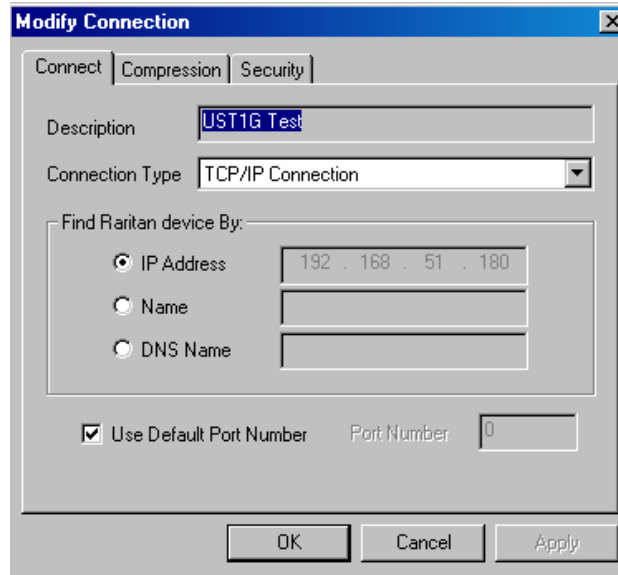 Modify Connection
Connect Compression Security
Description UST1G Test
Connection Type TCP/IP Connection
Find Raritan device By:
IP Address 192 . 168 . 51 . 180
Name
DNS Name
Use Default Port Number Port Number 0
OK Cancel Apply